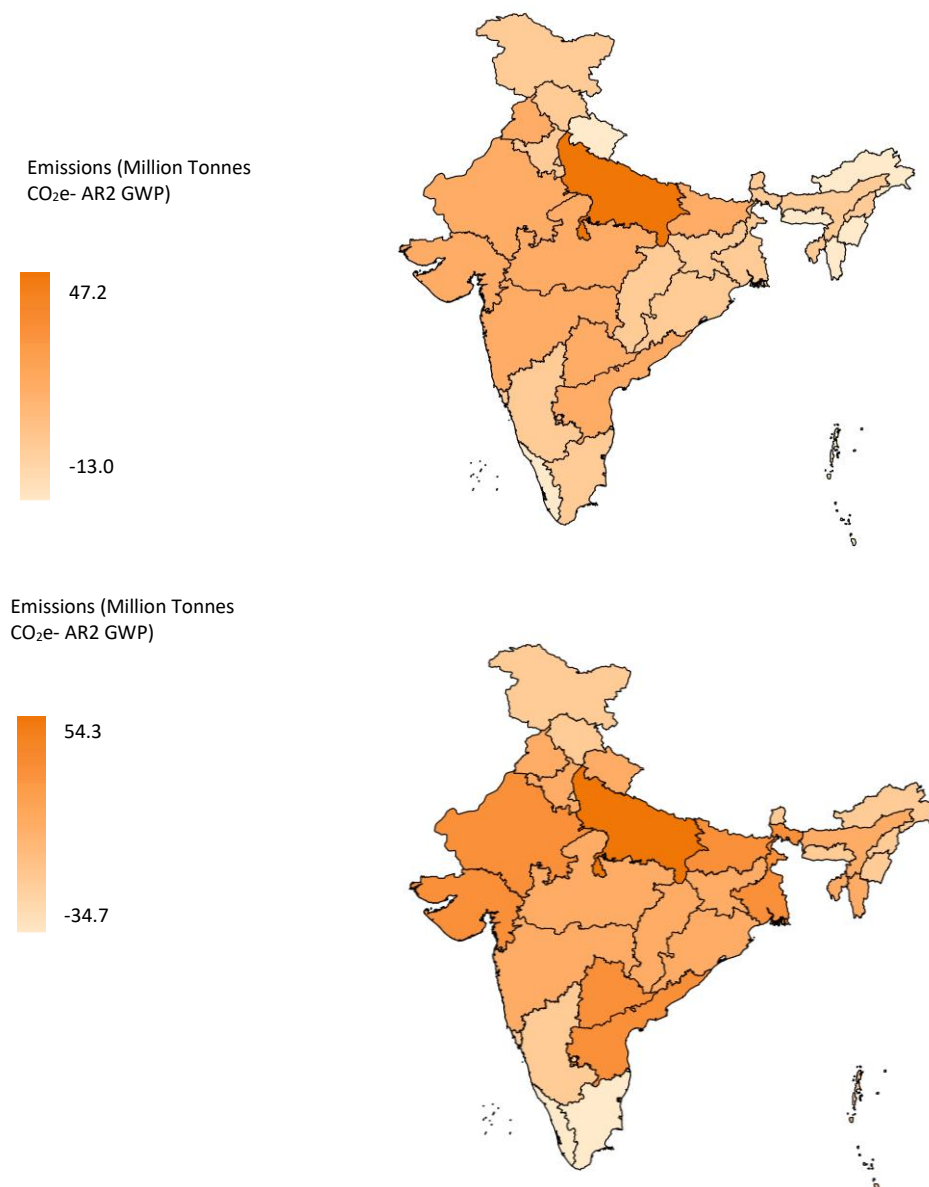 Emissions (Million Tonnes
CO₂e- AR2 GWP)
47.2
-13.0
Emissions (Million Tonnes
CO₂e- AR2 GWP)
54.3
-34.7